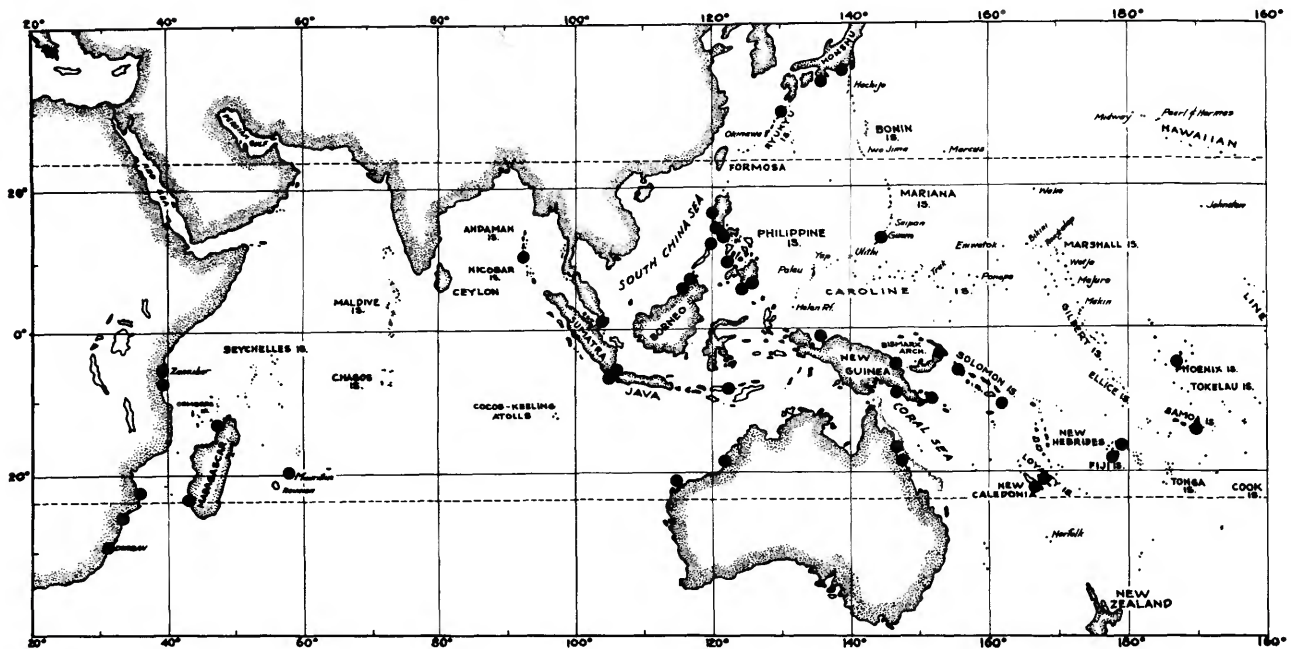 20° 40° 60° 80° 100° 120° 140° 160° 180° 160°
HONSHU
Hachijo
PERSIAN GULF
Okinawa
RYUKYU IS.
BONIN
IS.
Iwo Jima
Marcus
Midway
Pearl & Hermes
HAWAIIAN
FORMOSA
RED SEA
20°
20°
MARIANA
IS.
Wake
Johnston
Saipan
Guam
ANDAMAN
IS.
SOUTH CHINA SEA
PHILIPPINE
IS.
Eniwetok
Bikini
Rongelap
MARSHALL IS.
NICOBAR
IS.
CEYLON
Yap
Ulithi
Truk
Ponape
Wotje
Palau
Majuro
MALDIVE
IS.
CAROLINE IS.
Makin
Helen Rf.
LINE
0°
0°
SUMATRA
BORNEO
GILBERT IS.
SEYCHELLES IS.
BISMARK
ARCH.
NEW
GUINEA
SOLOMON IS.
PHOENIX IS.
Zanzibar
CHAGOS
IS.
JAVA
ELLICE IS.
TOKELAU IS.
COCOS-KEELING
ATOLLS
CORAL SEA
SAMOA IS.
MADAGASCAR
NEW
HEBRIDES
FIJI IS.
20°
Mauritius
Reunion
20°
LOYALTY IS.
NEW
CALEDONIA
TONGA
IS.
COOK
IS.
DURBAN
Norfolk
NEW
ZEALAND
20° 40° 60° 80° 100° 120° 140° 160° 180° 160°